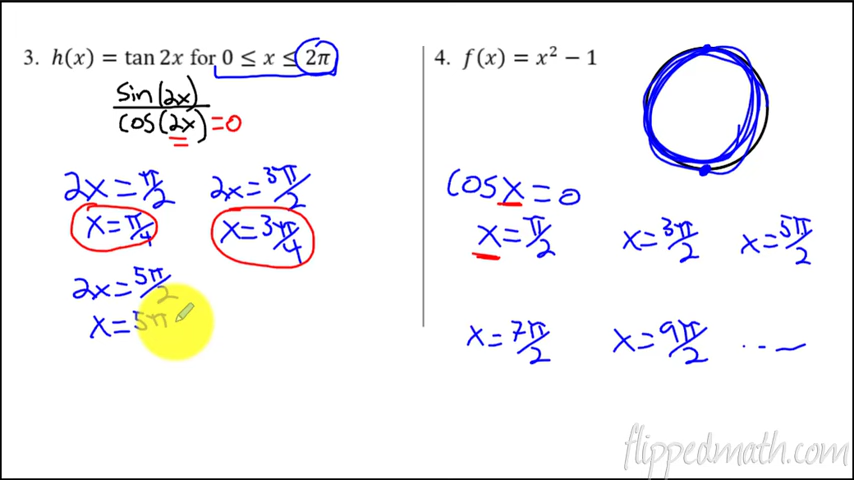 3. h(x) = tan 2x for 0 ≤ x ≤ 2π
sin(2x)
cos(2x) = 0
2x = π/2
2x = 3π/2
x = π/4
x = 3π/4
2x = 5π/2
x = 5π
4. f(x) = x² − 1
cos x = 0
x = π/2
x = 3π/2
x = 5π/2
x = 7π/2
x = 9π/2 ...
flippedmath.com